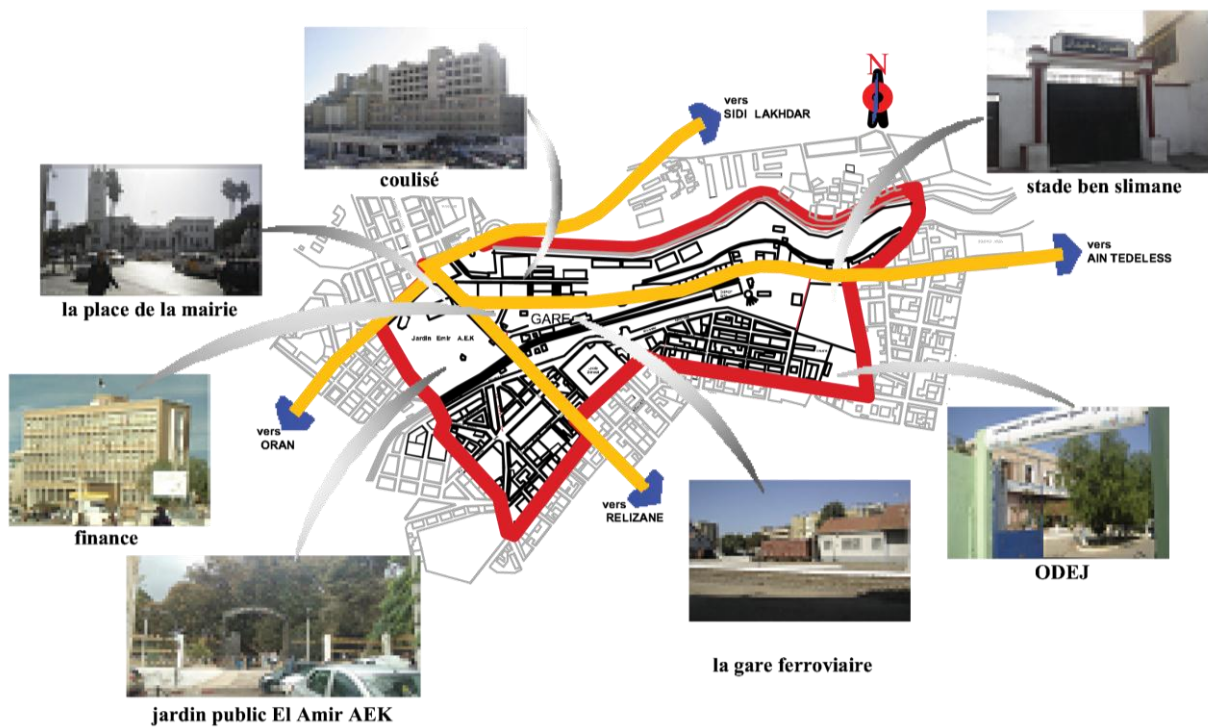 N
vers
SIDI LAKHDAR
coulisé
stade ben slimane
vers
AIN TEDELESS
la place de la mairie
GARE
Jardin Emir A.E.K
vers
ORAN
finance
vers
RELIZANE
ODEJ
la gare ferroviaire
jardin public El Amir AEK